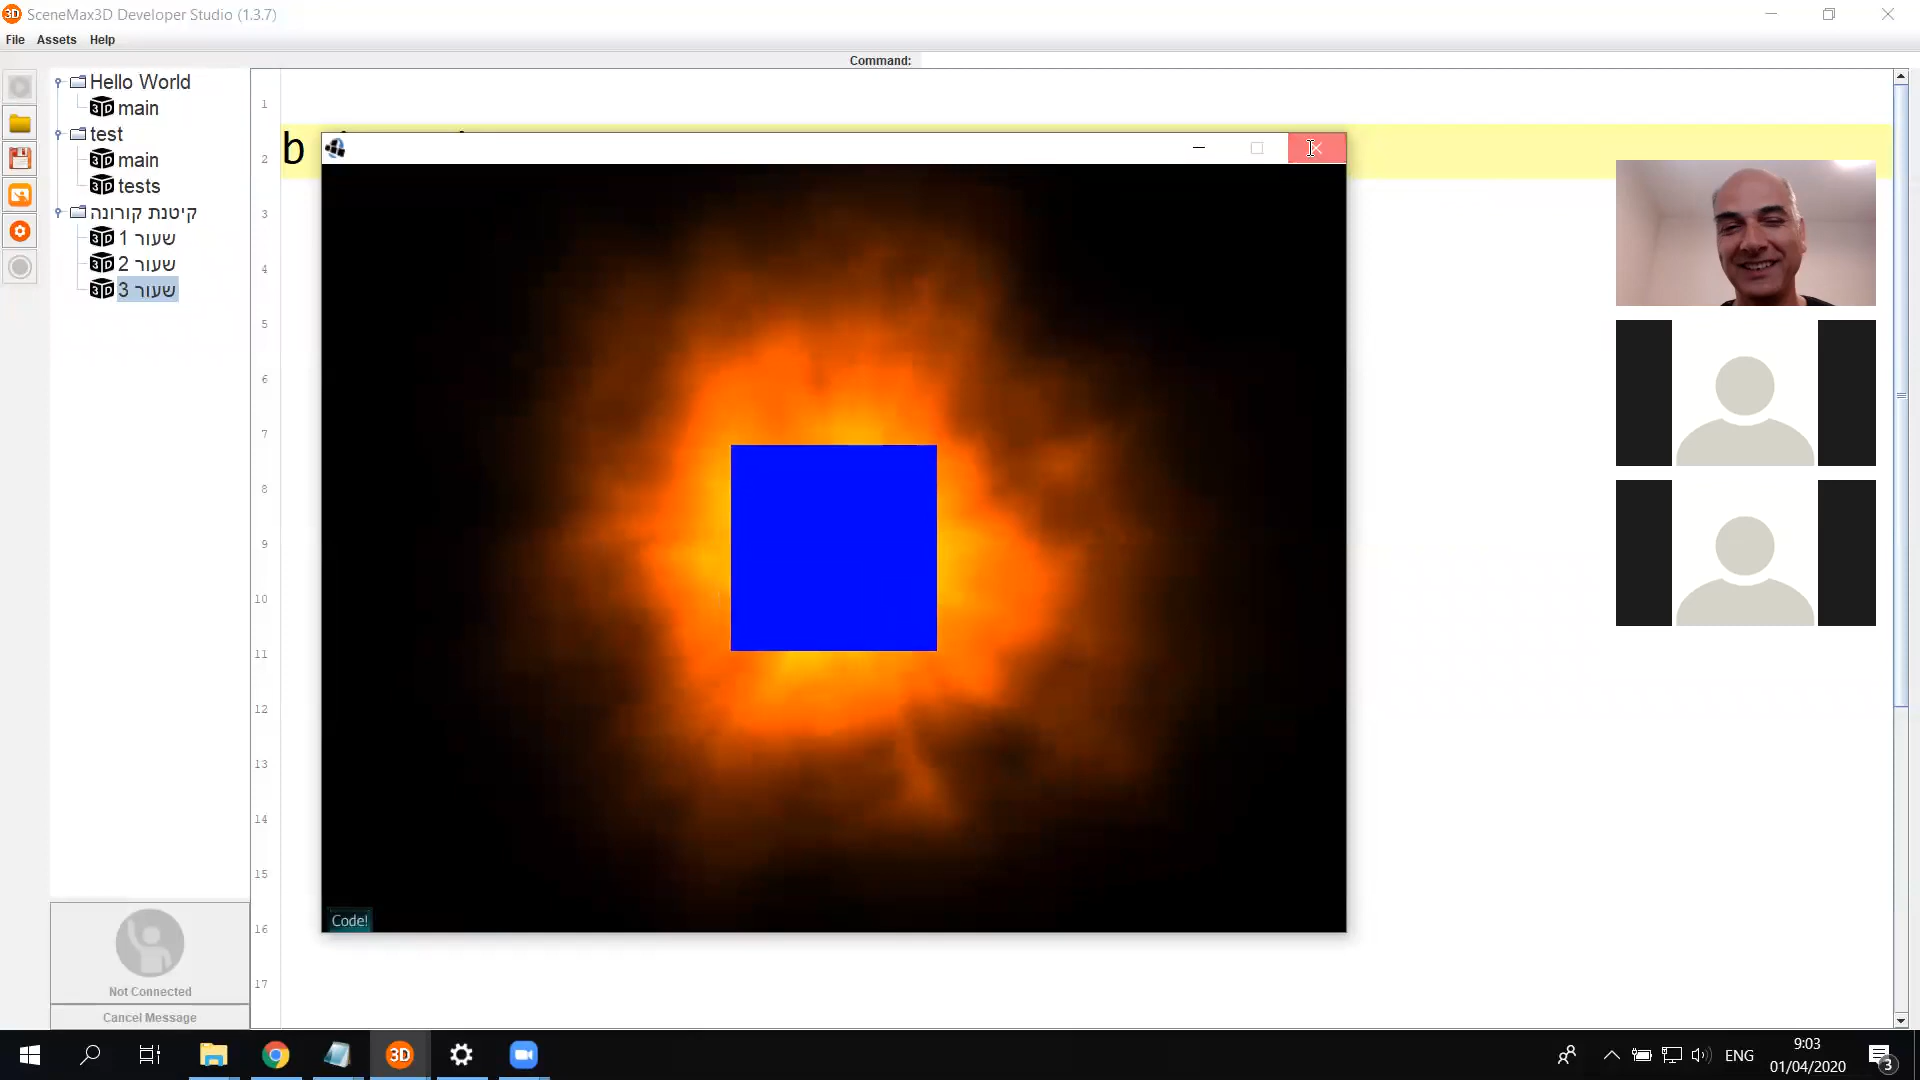 SceneMax3D Developer Studio (1.3.7)
File Assets Help
Command:
Hello World
main
test
main
tests
קיטנת קורונה
שעור 1
שעור 2
שעור 3
1
2
3
4
5
6
7
8
9
10
11
12
13
14
15
16
17
b
Code!
Not Connected
Cancel Message
3D
ENG
9:03
01/04/2020
3